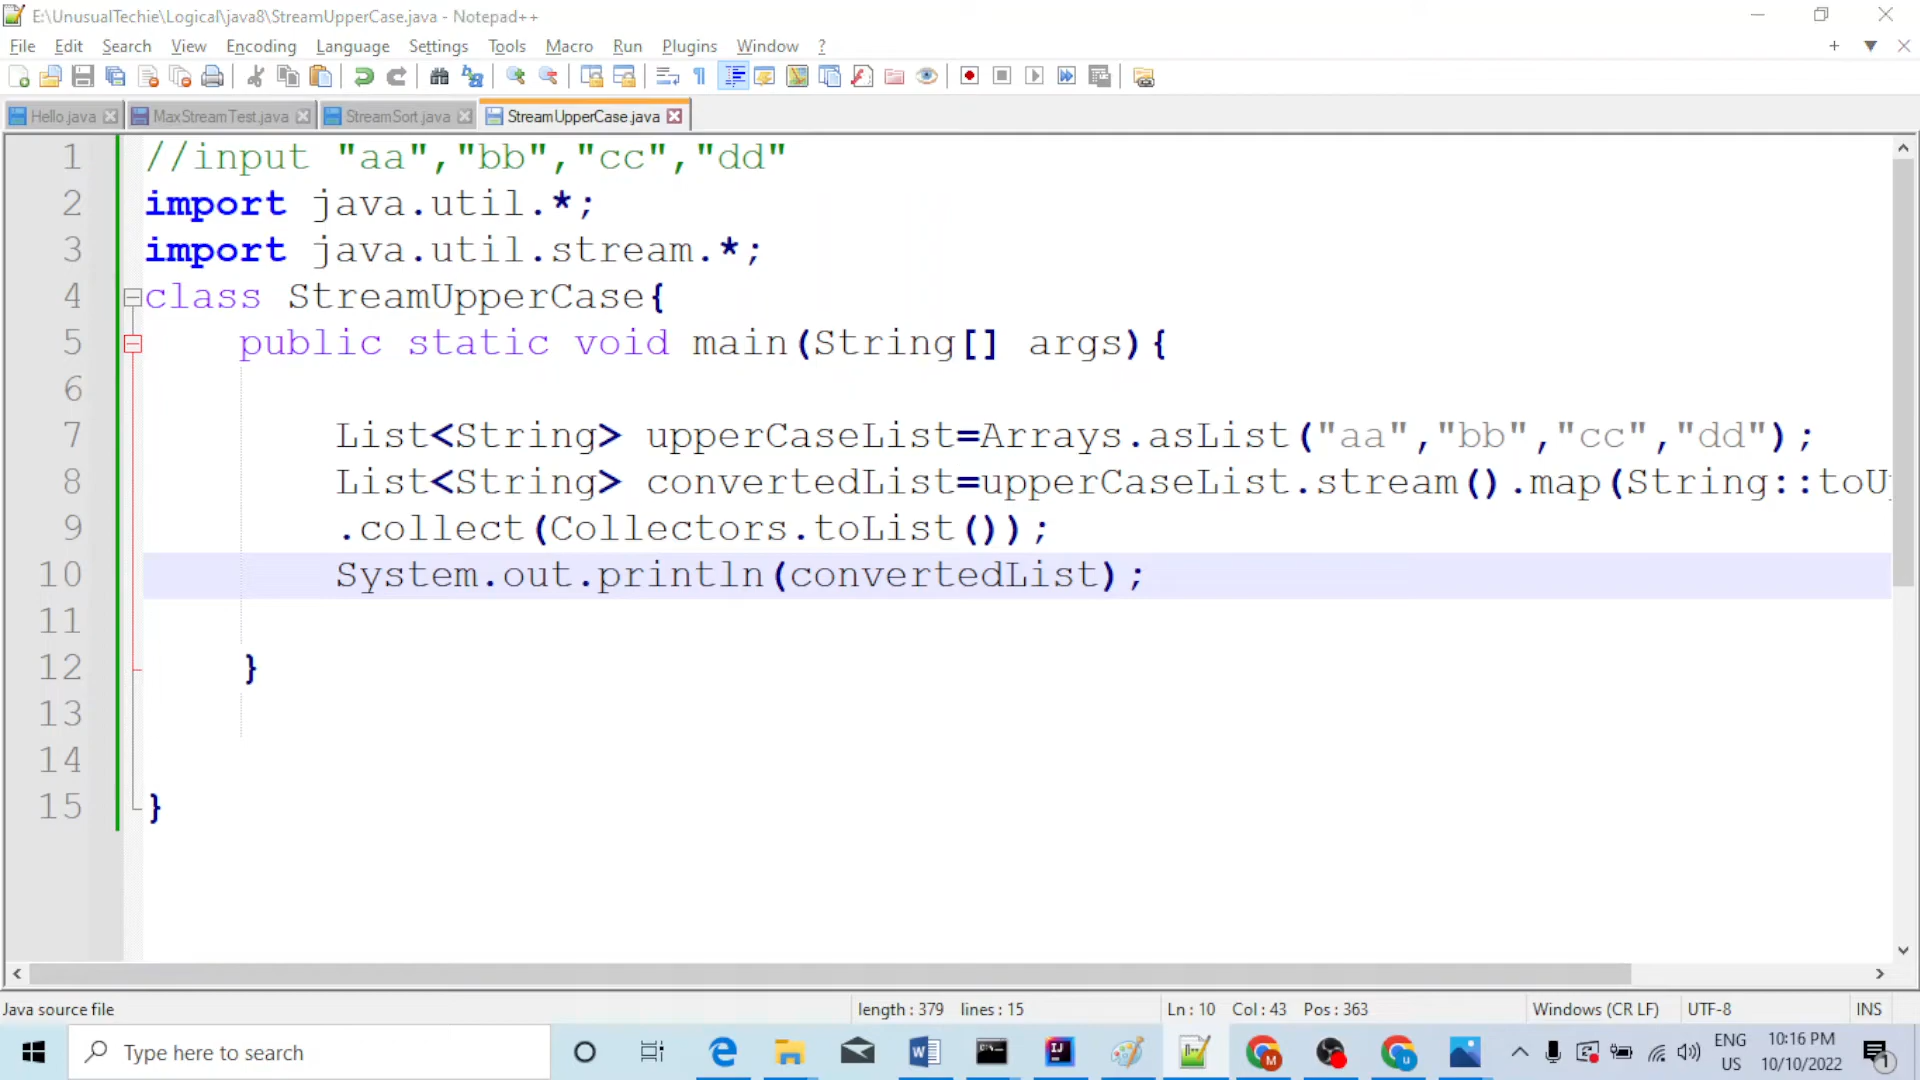 E:\UnusualTechie\Logical\java8\StreamUpperCase.java - Notepad++
File Edit Search View Encoding Language Settings Tools Macro Run Plugins Window ?
Hello.java MaxStreamTest.java StreamSort.java StreamUpperCase.java
1 //input "aa","bb","cc","dd"
2 import java.util.*;
3 import java.util.stream.*;
4 class StreamUpperCase{
5 public static void main(String[] args){
6
7 List<String> upperCaseList=Arrays.asList("aa","bb","cc","dd");
8 List<String> convertedList=upperCaseList.stream().map(String::toU
9 .collect(Collectors.toList());
10 System.out.println(convertedList);
11
12 }
13
14
15 }
Java source file length : 379 lines : 15 Ln : 10 Col : 43 Pos : 363 Windows (CR LF) UTF-8 INS
Type here to search
ENG 10:16 PM
US 10/10/2022 1